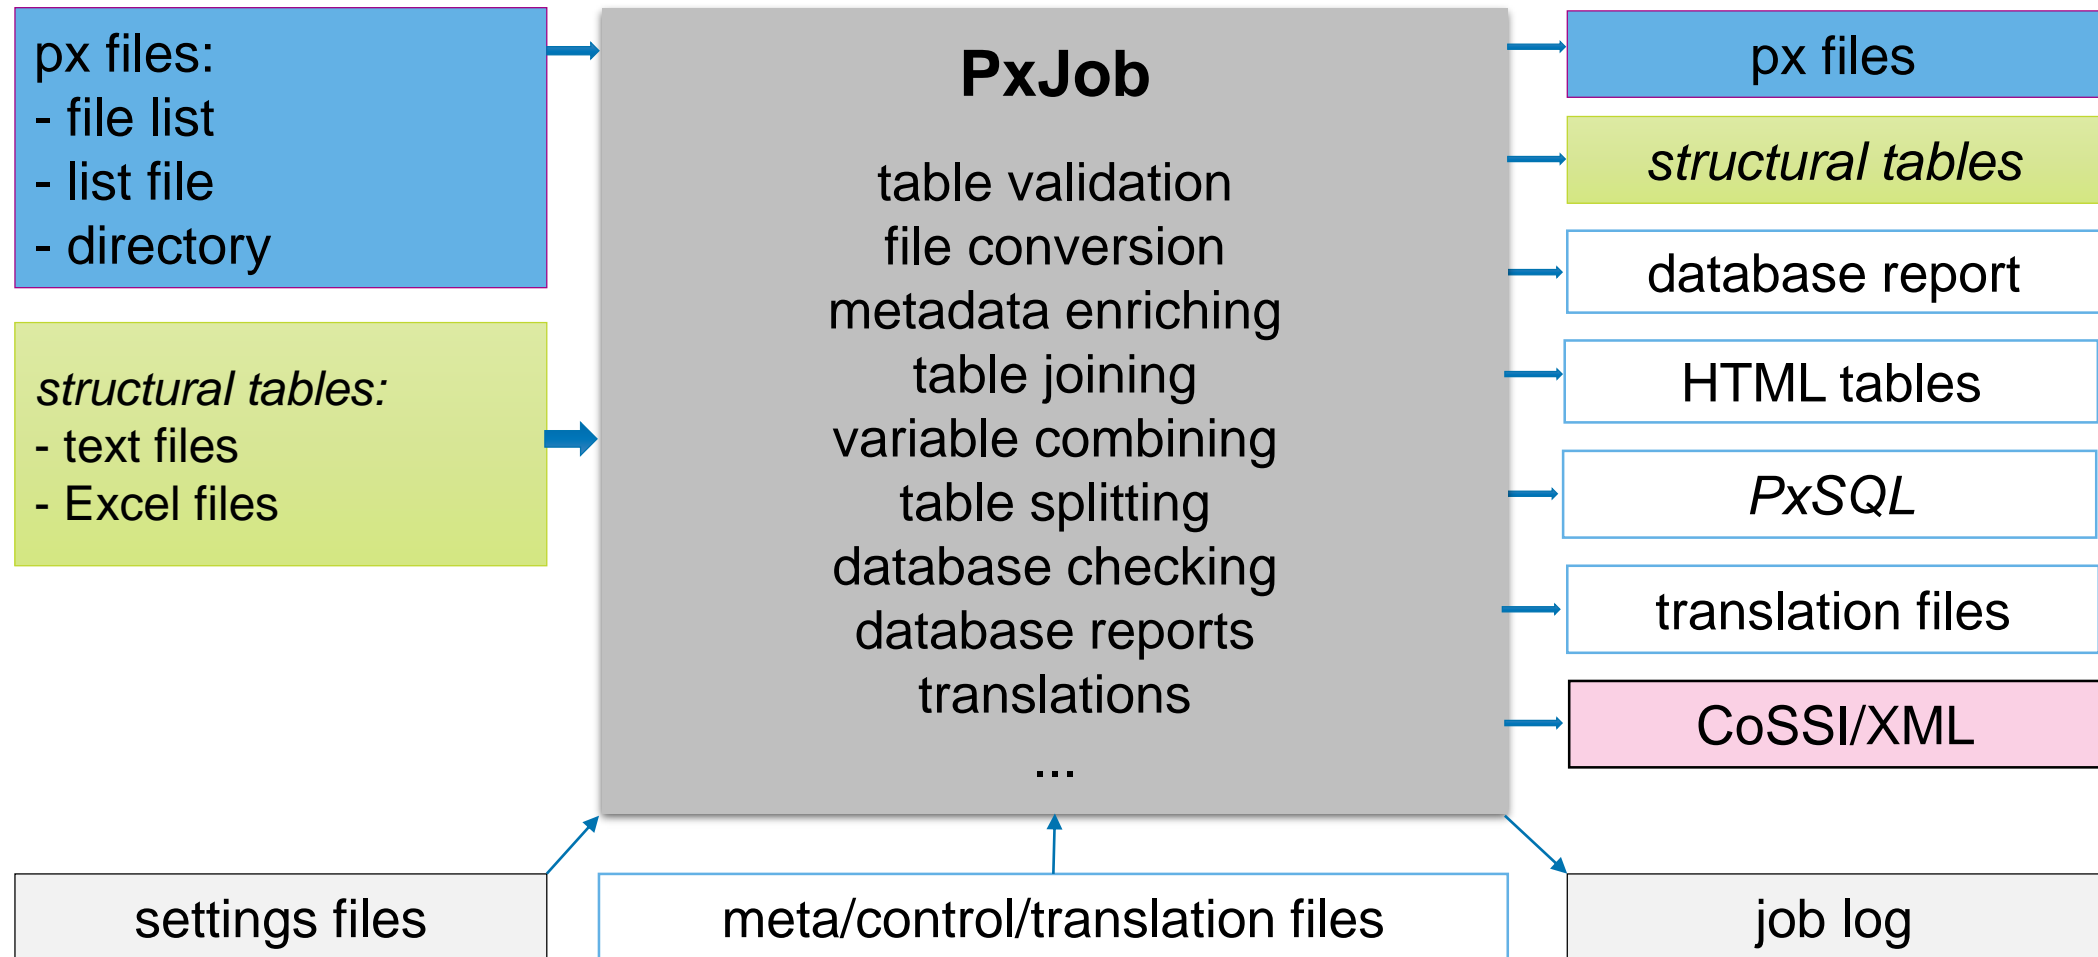 px files:
- file list
- list file
- directory
structural tables:
- text files
- Excel files
PxJob
table validation
file conversion
metadata enriching
table joining
variable combining
table splitting
database checking
database reports
translations
...
px files
structural tables
database report
HTML tables
PxSQL
translation files
CoSSI/XML
settings files
meta/control/translation files
job log